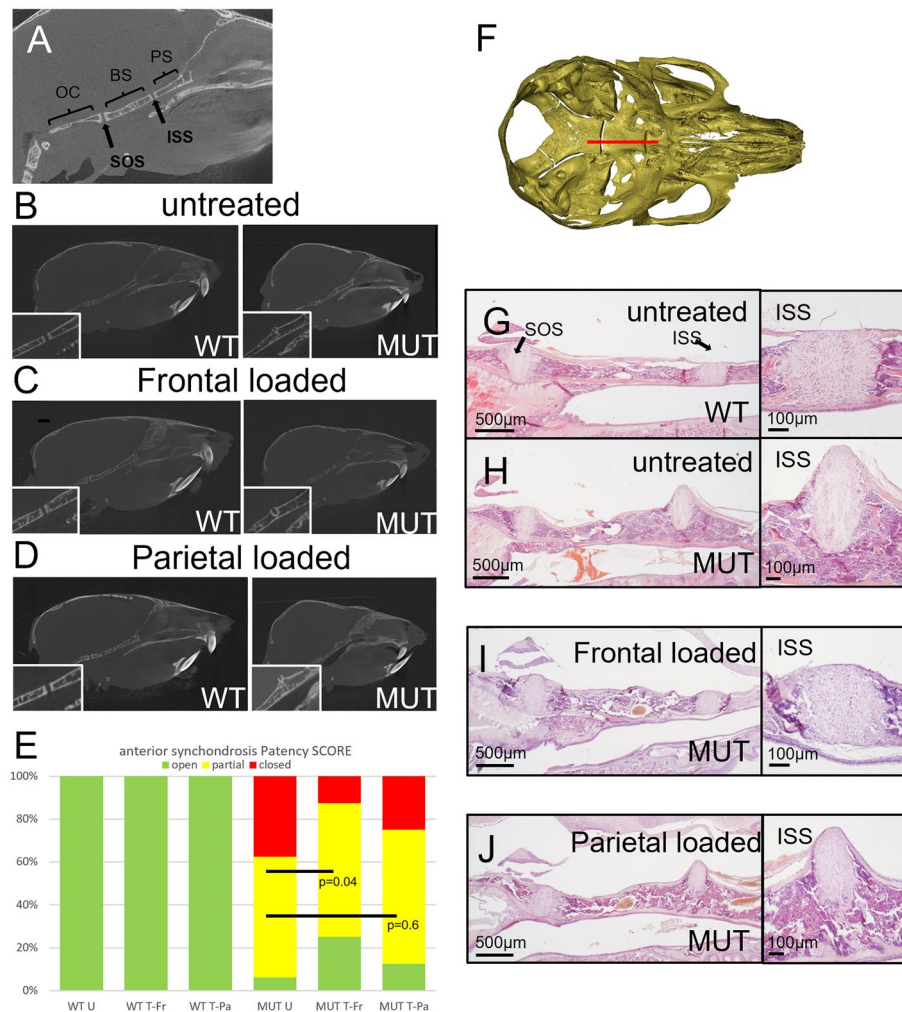 A
OC
BS
PS
SOS
ISS
B
untreated
WT
MUT
C
Frontal loaded
WT
MUT
D
Parietal loaded
WT
MUT
E
anterior synchondrosis Patency SCORE
open partial closed
100%
80%
60%
40%
20%
0%
p=0.04
p=0.6
WT U WT T-Fr WT T-Pa MUT U MUT T-Fr MUT T-Pa
F
G
SOS
untreated
ISS
500µm
WT
ISS
100µm
H
untreated
500µm
MUT
ISS
100µm
I
Frontal loaded
500µm
MUT
ISS
100µm
J
Parietal loaded
500µm
MUT
ISS
100µm